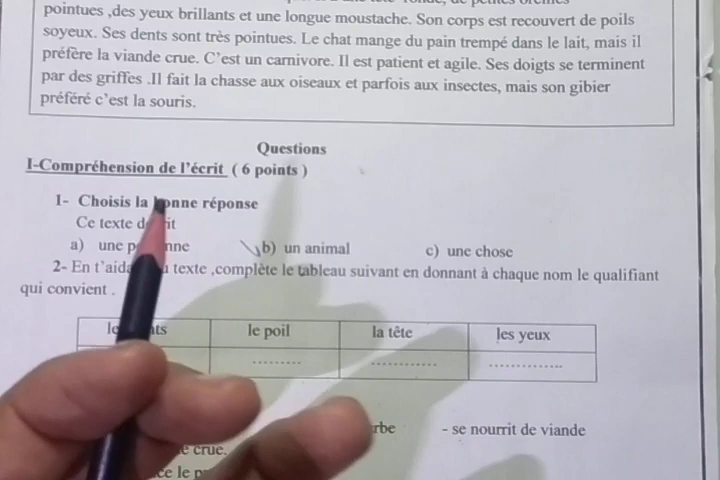 pointues ,des yeux brillants et une longue moustache. Son corps est recouvert de poils
soyeux. Ses dents sont très pointues. Le chat mange du pain trempé dans le lait, mais il
préfère la viande crue. C'est un carnivore. Il est patient et agile. Ses doigts se terminent
par des griffes .Il fait la chasse aux oiseaux et parfois aux insectes, mais son gibier
préféré c'est la souris.
Questions
I-Compréhension de l'écrit ( 6 points )
1- Choisis la bonne réponse
Ce texte
a) une b) un animal c) une chose
2- En t'aida texte ,complète le tableau suivant en donnant à chaque nom le qualifiant
qui convient .
le poil la tête les yeux
......... ............ ..............
- se nourrit de viande
crue.
le